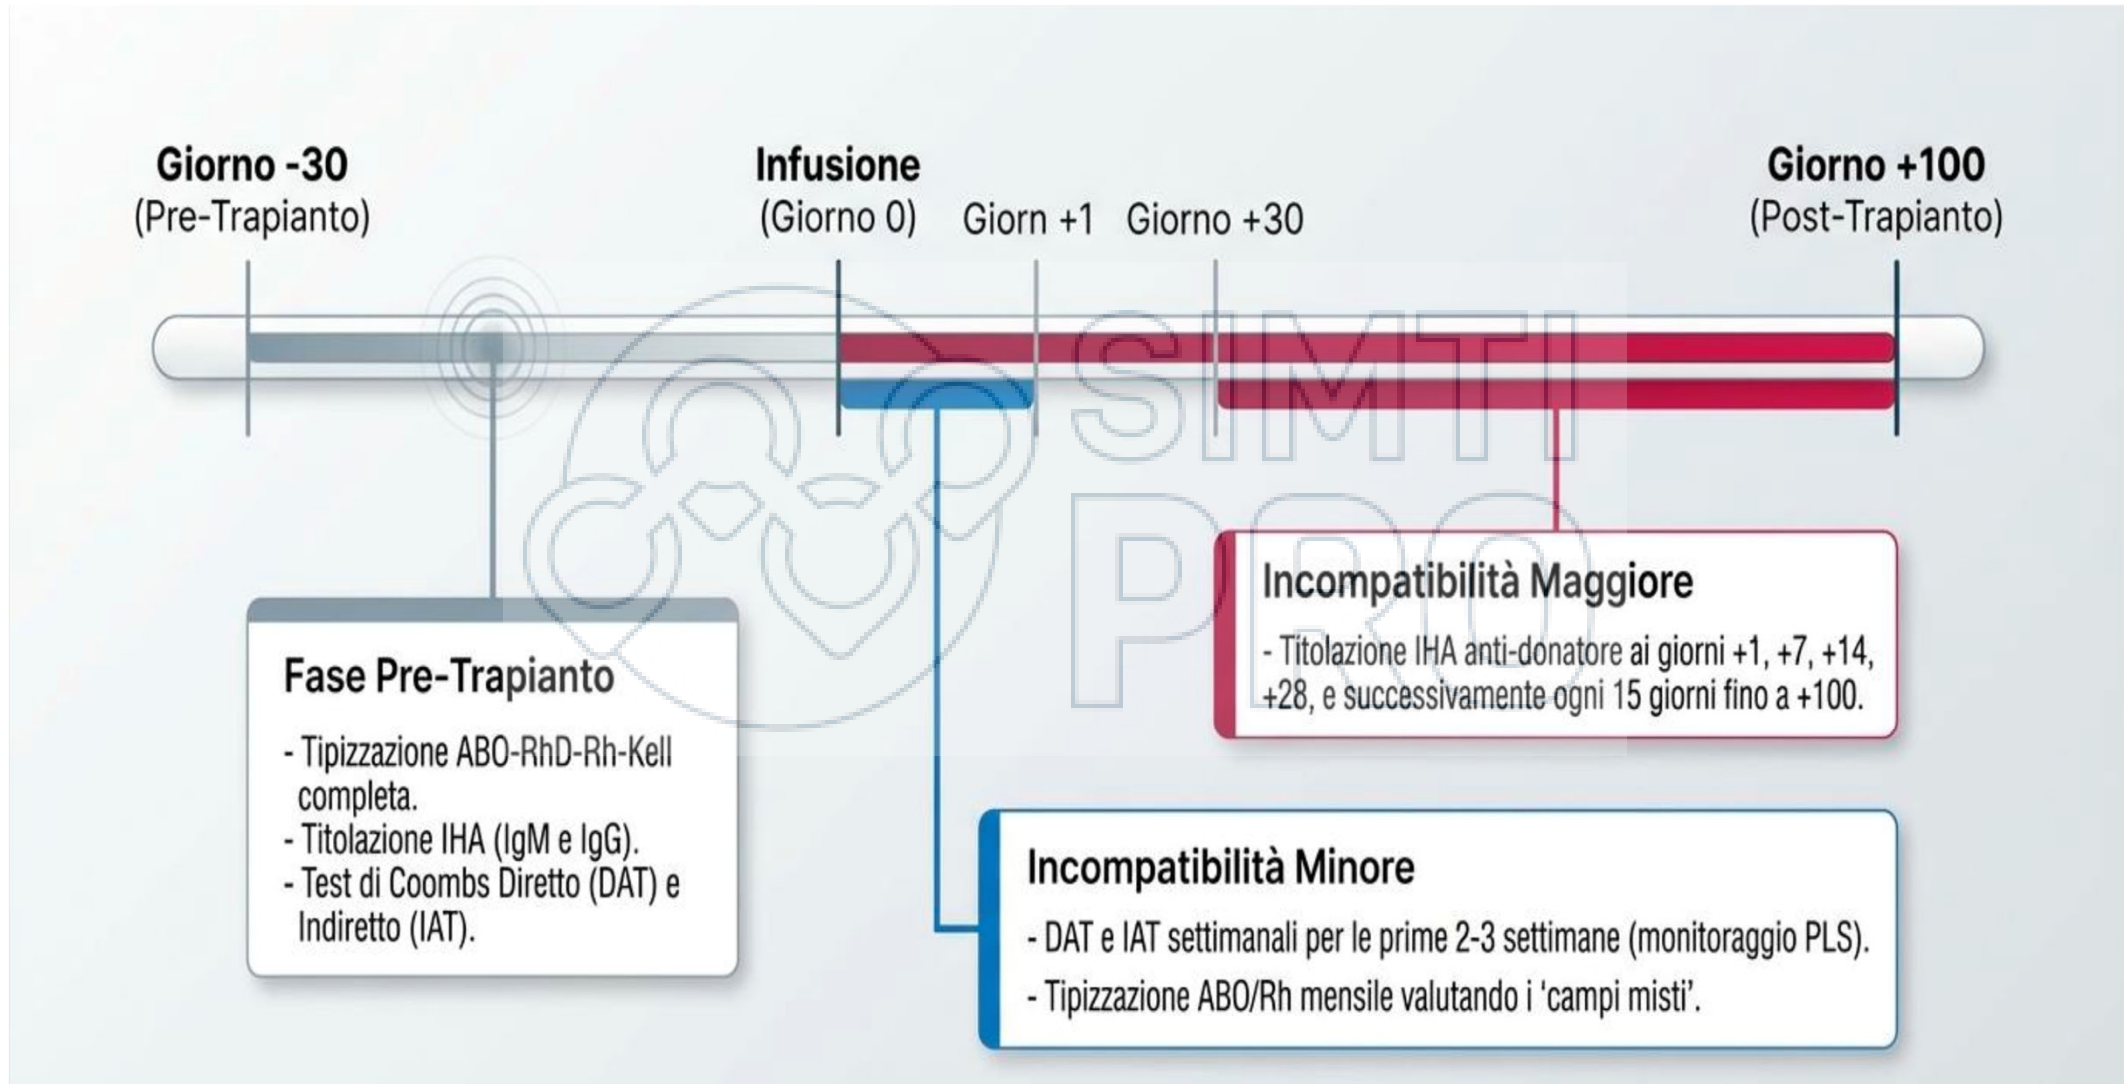 Giorno -30
(Pre-Trapianto)
Infusione
(Giorno 0)
Giorn +1
Giorno +30
Giorno +100
(Post-Trapianto)
SIMTI
PRO
Fase Pre-Trapianto
- Tipizzazione ABO-RhD-Rh-Kell
completa.
- Titolazione IHA (IgM e IgG).
- Test di Coombs Diretto (DAT) e
Indiretto (IAT).
Incompatibilità Maggiore
- Titolazione IHA anti-donatore ai giorni +1, +7, +14,
+28, e successivamente ogni 15 giorni fino a +100.
Incompatibilità Minore
- DAT e IAT settimanali per le prime 2-3 settimane (monitoraggio PLS).
- Tipizzazione ABO/Rh mensile valutando i 'campi misti'.